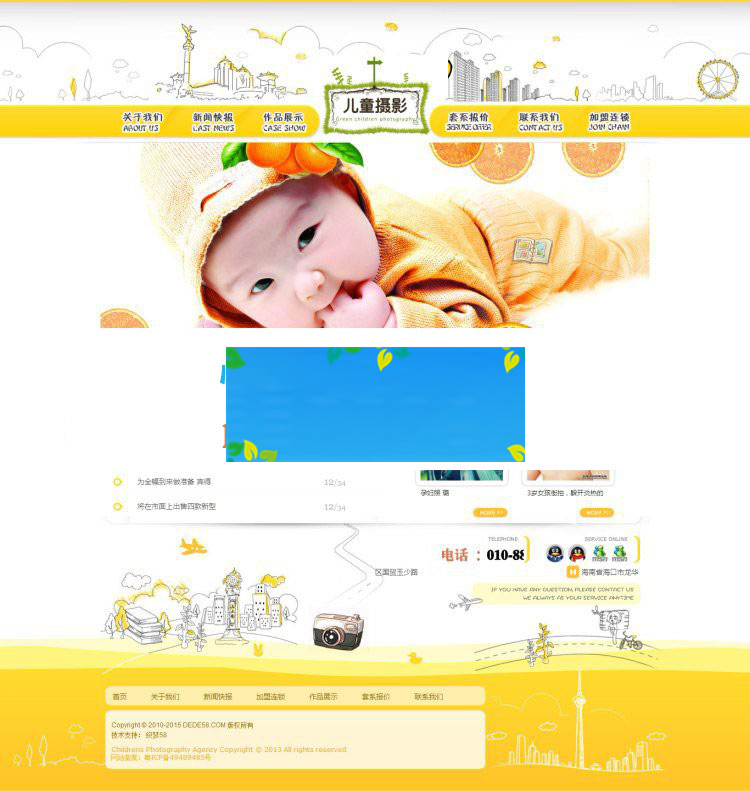 关于我们 新闻快报 作品展示 儿童摄影 套系报价 联系我们 加盟连锁
ABOUT US LAST NEWS CASE SHOW Green children photography SERVICE OFFER CONTACT US JOIN CHAIN
为全幅到来做准备 宾得 12/34
将在市面上出售四款新型 12/34
孕妇照 璐 3岁女孩街拍，躲开炎热的
MORE >> MORE >>
TELEPHONE SERVICE ONLINE
电话：010-88
区国贸玉沙路 海南省海口市龙华
IF YOU HAVE ANY QUESTION, PLEASE CONTACT US
WE ALWAYS AS YOUR SERVICE ANYTIME
首页 关于我们 新闻快报 加盟连锁 作品展示 套系报价 联系我们
Copyright © 2010-2015 DEDE58.COM 版权所有
技术支持：织梦58
Childrens Photography Agency Copyright © 2013 All rights reserved
网站备案：粤ICP备49489485号